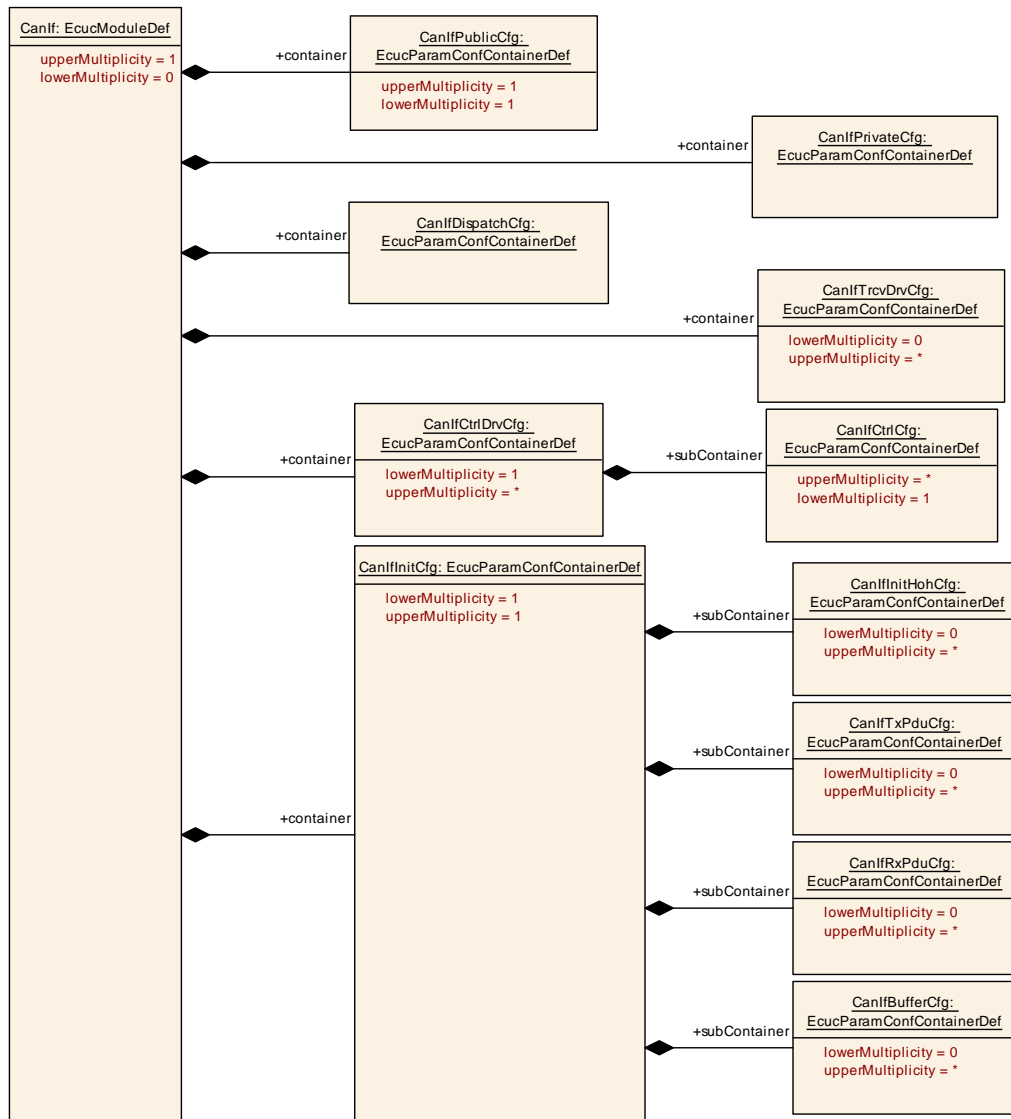 CanIf: EcucModuleDef
upperMultiplicity = 1
lowerMultiplicity = 0
+container
CanIfPublicCfg:
EcucParamConfContainerDef
upperMultiplicity = 1
lowerMultiplicity = 1
+container
CanIfPrivateCfg:
EcucParamConfContainerDef
+container
CanIfDispatchCfg:
EcucParamConfContainerDef
+container
CanIfTrcvDrvCfg:
EcucParamConfContainerDef
lowerMultiplicity = 0
upperMultiplicity = *
+container
CanIfCtrlDrvCfg:
EcucParamConfContainerDef
lowerMultiplicity = 1
upperMultiplicity = *
+subContainer
CanIfCtrlCfg:
EcucParamConfContainerDef
upperMultiplicity = *
lowerMultiplicity = 1
+container
CanIfInitCfg: EcucParamConfContainerDef
lowerMultiplicity = 1
upperMultiplicity = 1
+subContainer
CanIfInitHohCfg:
EcucParamConfContainerDef
lowerMultiplicity = 0
upperMultiplicity = *
+subContainer
CanIfTxPduCfg:
EcucParamConfContainerDef
lowerMultiplicity = 0
upperMultiplicity = *
+subContainer
CanIfRxPduCfg:
EcucParamConfContainerDef
lowerMultiplicity = 0
upperMultiplicity = *
+subContainer
CanIfBufferCfg:
EcucParamConfContainerDef
lowerMultiplicity = 0
upperMultiplicity = *